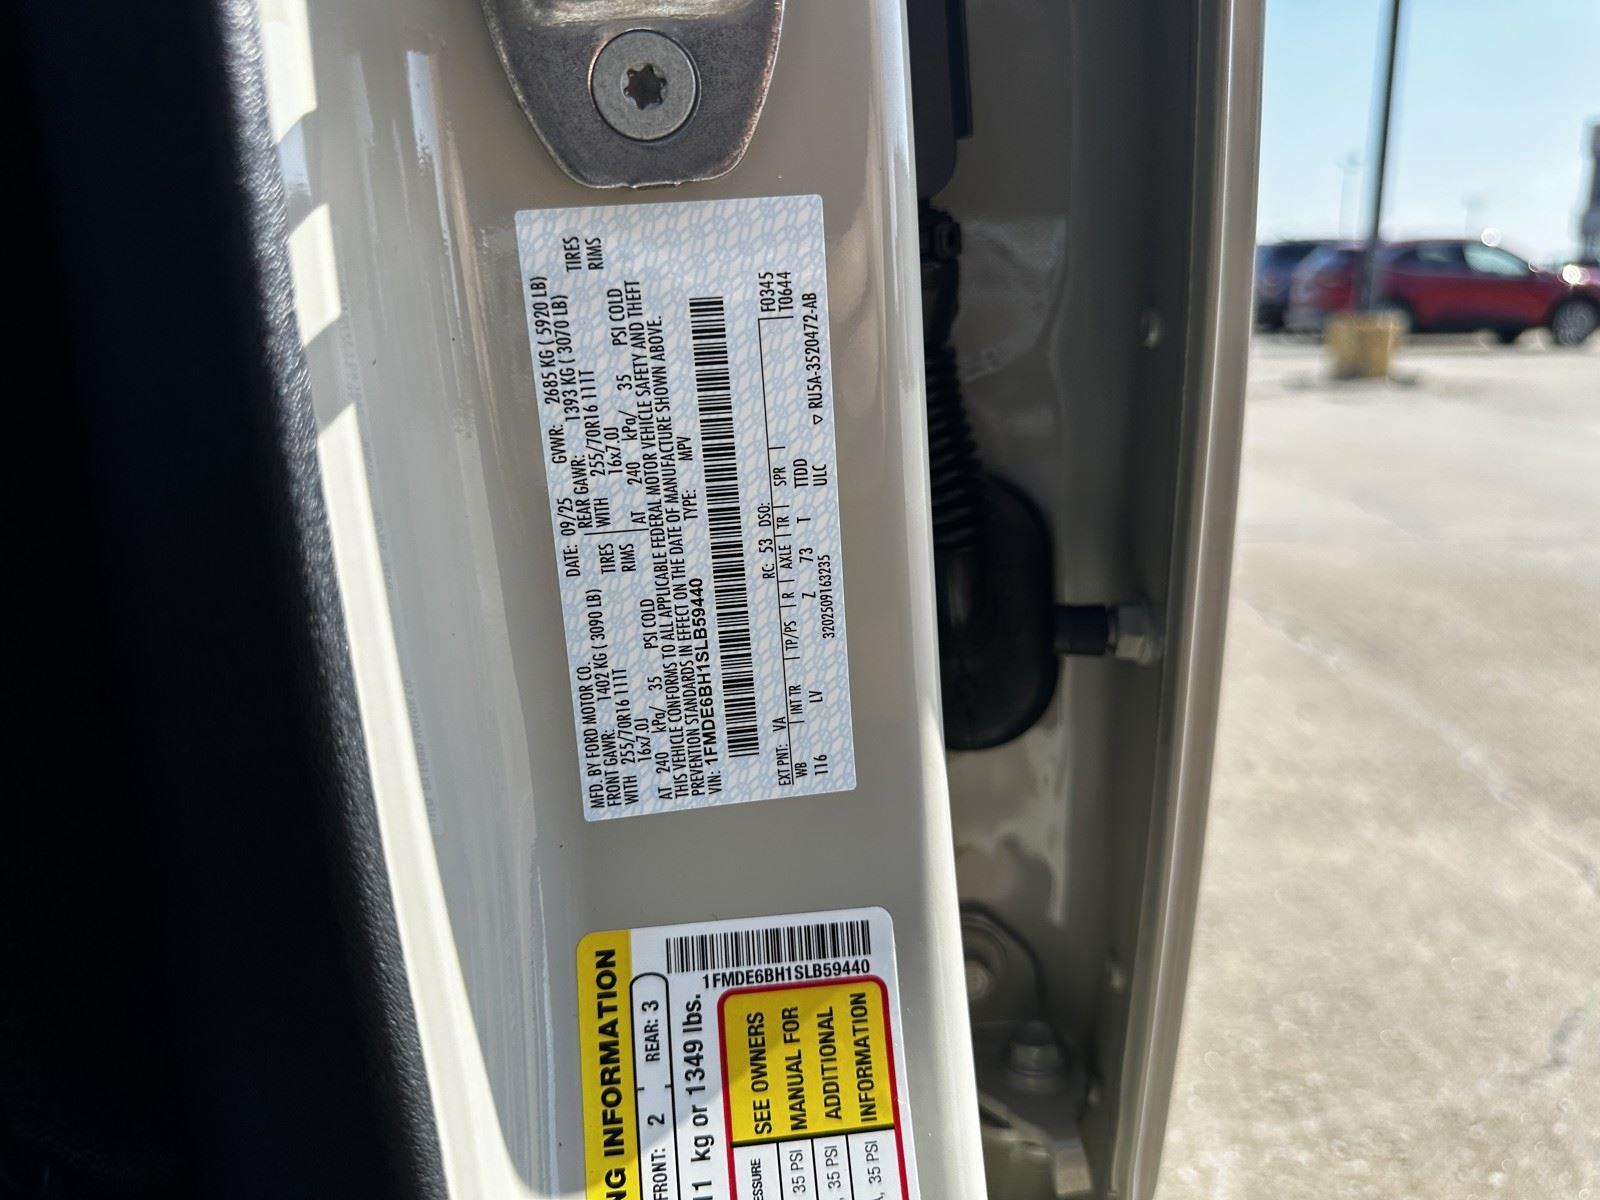 MFD. BY FORD MOTOR CO. DATE: 09/25 GVWR: 2685 KG ( 5920 LB)
FRONT GAWR: 1402 KG ( 3090 LB) REAR GAWR: 1393 KG ( 3070 LB)
WITH 255/70R16 111T TIRES WITH 255/70R16 111T TIRES
16x7.0J RIMS 16x7.0J RIMS
AT 240 kPa/ 35 PSI COLD AT 240 kPa/ 35 PSI COLD
THIS VEHICLE CONFORMS TO ALL APPLICABLE FEDERAL MOTOR VEHICLE SAFETY AND THEFT
PREVENTION STANDARDS IN EFFECT ON THE DATE OF MANUFACTURE SHOWN ABOVE.
VIN: 1FMDE6BH1SLB59440 TYPE: MPV
F0345
T0644
EXT PNT: VA RC: 53 DSO:
WB INT TR TP/PS R AXLE TR SPR
116 LV Z 73 T TTDD
ULC
3202509163235
▽ RU5A-3520472-AB
NG INFORMATION
FRONT: 2 REAR: 3
11 kg or 1349 lbs.
1FMDE6BH1SLB59440
SEE OWNERS
MANUAL FOR
ADDITIONAL
INFORMATION
ESSURE
35 PSI
, 35 PSI
, 35 PSI